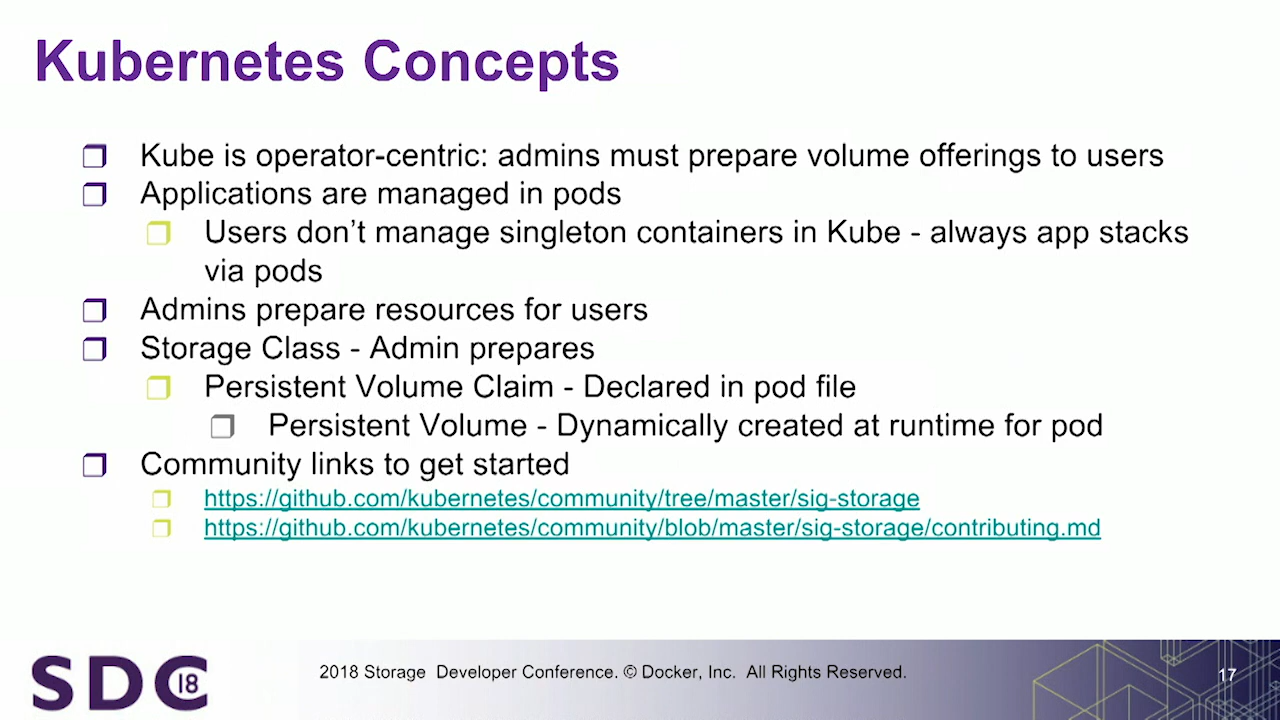 Kubernetes Concepts
Kube is operator-centric: admins must prepare volume offerings to users
Applications are managed in pods
Users don’t manage singleton containers in Kube - always app stacks
via pods
Admins prepare resources for users
Storage Class - Admin prepares
Persistent Volume Claim - Declared in pod file
Persistent Volume - Dynamically created at runtime for pod
Community links to get started
https://github.com/kubernetes/community/tree/master/sig-storage
https://github.com/kubernetes/community/blob/master/sig-storage/contributing.md
SDC 18
2018 Storage Developer Conference. © Docker, Inc. All Rights Reserved.
17